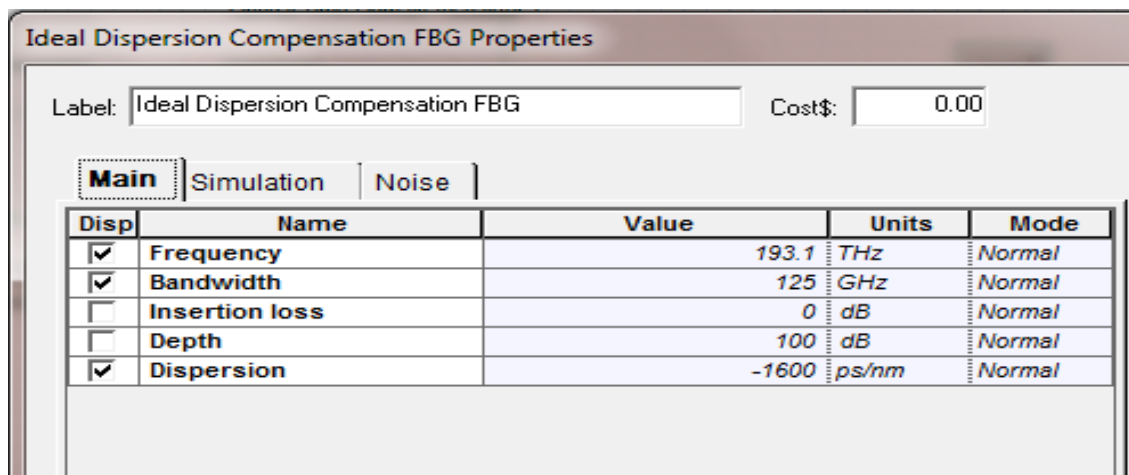 Ideal Dispersion Compensation FBG Properties
Label: Ideal Dispersion Compensation FBG Cost$: 0.00
Main Simulation Noise
Disp Name Value Units Mode
Frequency 193.1 THz Normal
Bandwidth 125 GHz Normal
Insertion loss 0 dB Normal
Depth 100 dB Normal
Dispersion -1600 ps/nm Normal